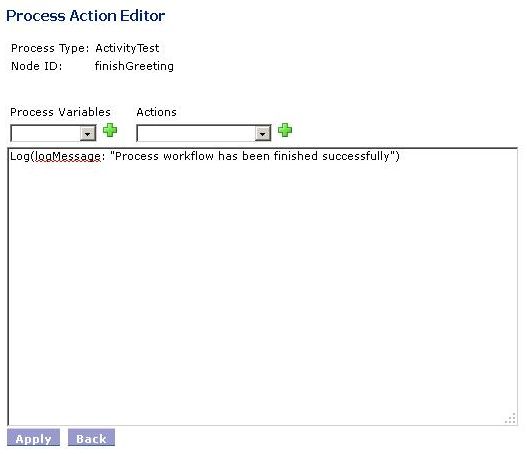 Process Action Editor
Process Type: ActivityTest
Node ID: finishGreeting
Process Variables Actions
Log(logMessage: "Process workflow has been finished successfully")
Apply Back